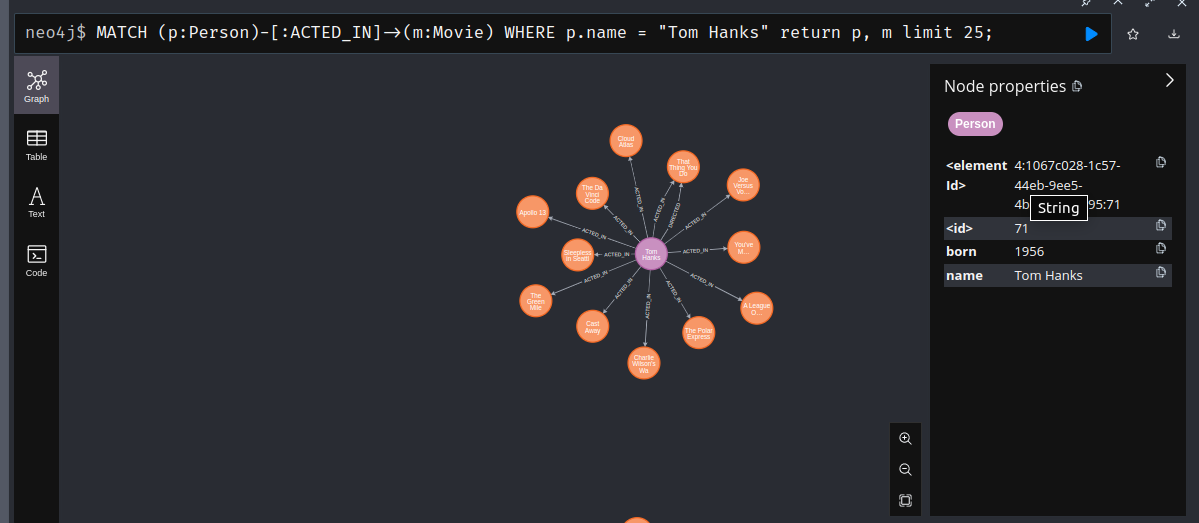 neo4j$ MATCH (p:Person)-[:ACTED_IN]->(m:Movie) WHERE p.name = "Tom Hanks" return p, m limit 25;
Graph
Table
Text
Code
Cloud
Atlas
That
Thing You
Do
Joe
Versus
Vo...
The Da
Vinci
Code
Apollo 13
Sleepless
in Seattl
Tom
Hanks
You've
M...
The
Green
Mile
Cast
Away
Charlie
Wilson's
Wa
The Polar
Express
A League
O...
ACTED_IN
ACTED_IN
DIRECTED
ACTED_IN
ACTED_IN
ACTED_IN
ACTED_IN
ACTED_IN
ACTED_IN
ACTED_IN
ACTED_IN
ACTED_IN
ACTED_IN
Node properties
Person
<element
Id>
4:1067c028-1c57-
44eb-9ee5-
4b
95:71
String
<id> 71
born 1956
name Tom Hanks